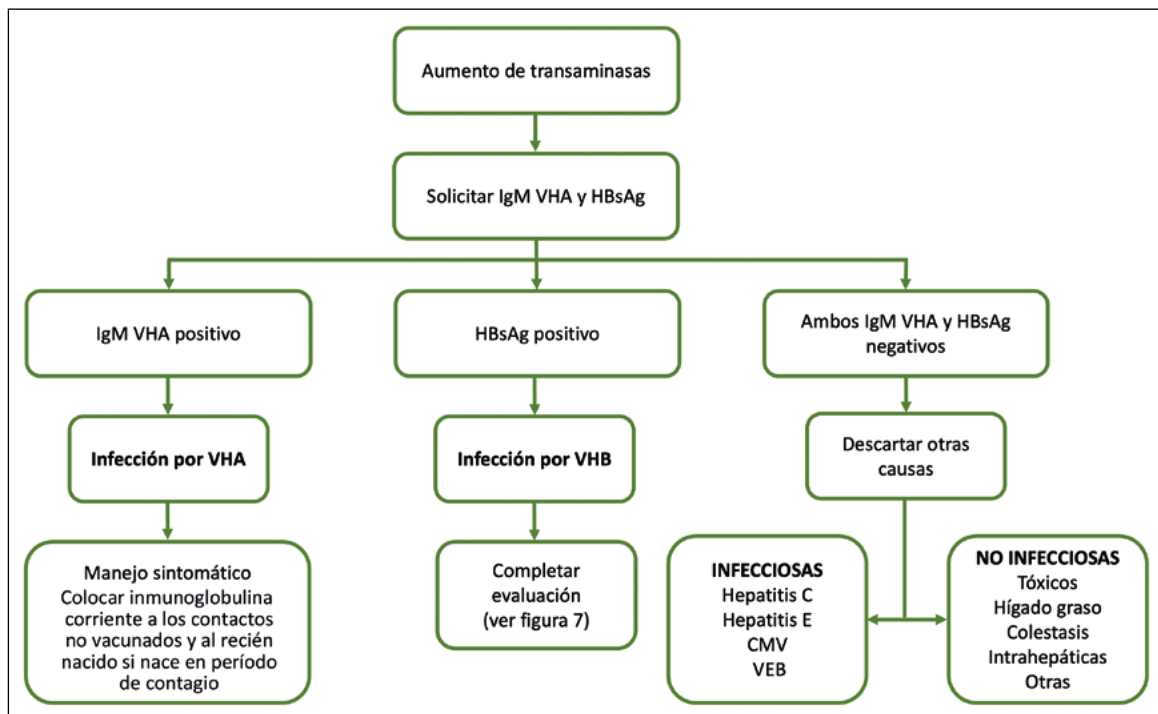 Aumento de transaminasas
Solicitar IgM VHA y HBsAg
IgM VHA positivo
HBsAg positivo
Ambos IgM VHA y HBsAg
negativos
Infección por VHA
Infección por VHB
Descartar otras
causas
Manejo sintomático
Colocar inmunoglobulina
corriente a los contactos
no vacunados y al recién
nacido si nace en período
de contagio
Completar
evaluación
(ver figura 7)
INFECCIOSAS
Hepatitis C
Hepatitis E
CMV
VEB
NO INFECCIOSAS
Tóxicos
Hígado graso
Colestasis
Intrahepáticas
Otras